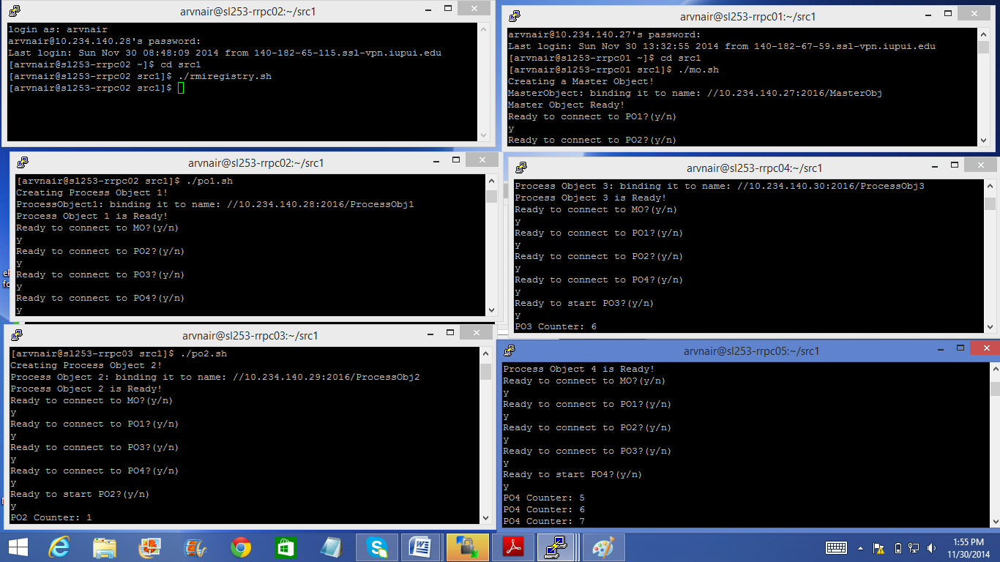 arvnair@sl253-rrpc02:~/src1
login as: arvnair
arvnair@10.234.140.28's password:
Last login: Sun Nov 30 08:48:09 2014 from 140-182-65-115.ssl-vpn.iupui.edu
[arvnair@sl253-rrpc02 ~]$ cd src1
[arvnair@sl253-rrpc02 src1]$ ./rmiregistry.sh
[arvnair@sl253-rrpc02 src1]$
arvnair@sl253-rrpc01:~/src1
arvnair@10.234.140.27's password:
Last login: Sun Nov 30 13:32:55 2014 from 140-182-67-59.ssl-vpn.iupui.edu
[arvnair@sl253-rrpc01 ~]$ cd src1
[arvnair@sl253-rrpc01 src1]$ ./mo.sh
Creating a Master Object!
MasterObject: binding it to name: //10.234.140.27:2016/MasterObj
Master Object Ready!
Ready to connect to PO1?(y/n)
y
Ready to connect to PO2?(y/n)
arvnair@sl253-rrpc02:~/src1
[arvnair@sl253-rrpc02 src1]$ ./po1.sh
Creating Process Object 1!
ProcessObject1: binding it to name: //10.234.140.28:2016/ProcessObj1
Process Object 1 is Ready!
Ready to connect to MO?(y/n)
y
Ready to connect to PO2?(y/n)
y
Ready to connect to PO3?(y/n)
y
Ready to connect to PO4?(y/n)
y
arvnair@sl253-rrpc04:~/src1
Process Object 3: binding it to name: //10.234.140.30:2016/ProcessObj3
Process Object 3 is Ready!
Ready to connect to MO?(y/n)
y
Ready to connect to PO1?(y/n)
y
Ready to connect to PO2?(y/n)
y
Ready to connect to PO4?(y/n)
y
Ready to start PO3?(y/n)
y
PO3 Counter: 6
arvnair@sl253-rrpc03:~/src1
[arvnair@sl253-rrpc03 src1]$ ./po2.sh
Creating Process Object 2!
Process Object 2: binding it to name: //10.234.140.29:2016/ProcessObj2
Process Object 2 is Ready!
Ready to connect to MO?(y/n)
y
Ready to connect to PO1?(y/n)
y
Ready to connect to PO3?(y/n)
y
Ready to connect to PO4?(y/n)
y
Ready to start PO2?(y/n)
y
PO2 Counter: 1
arvnair@sl253-rrpc05:~/src1
Process Object 4 is Ready!
Ready to connect to MO?(y/n)
y
Ready to connect to PO1?(y/n)
y
Ready to connect to PO2?(y/n)
y
Ready to connect to PO3?(y/n)
y
Ready to start PO4?(y/n)
y
PO4 Counter: 5
PO4 Counter: 6
PO4 Counter: 7
1:55 PM
11/30/2014